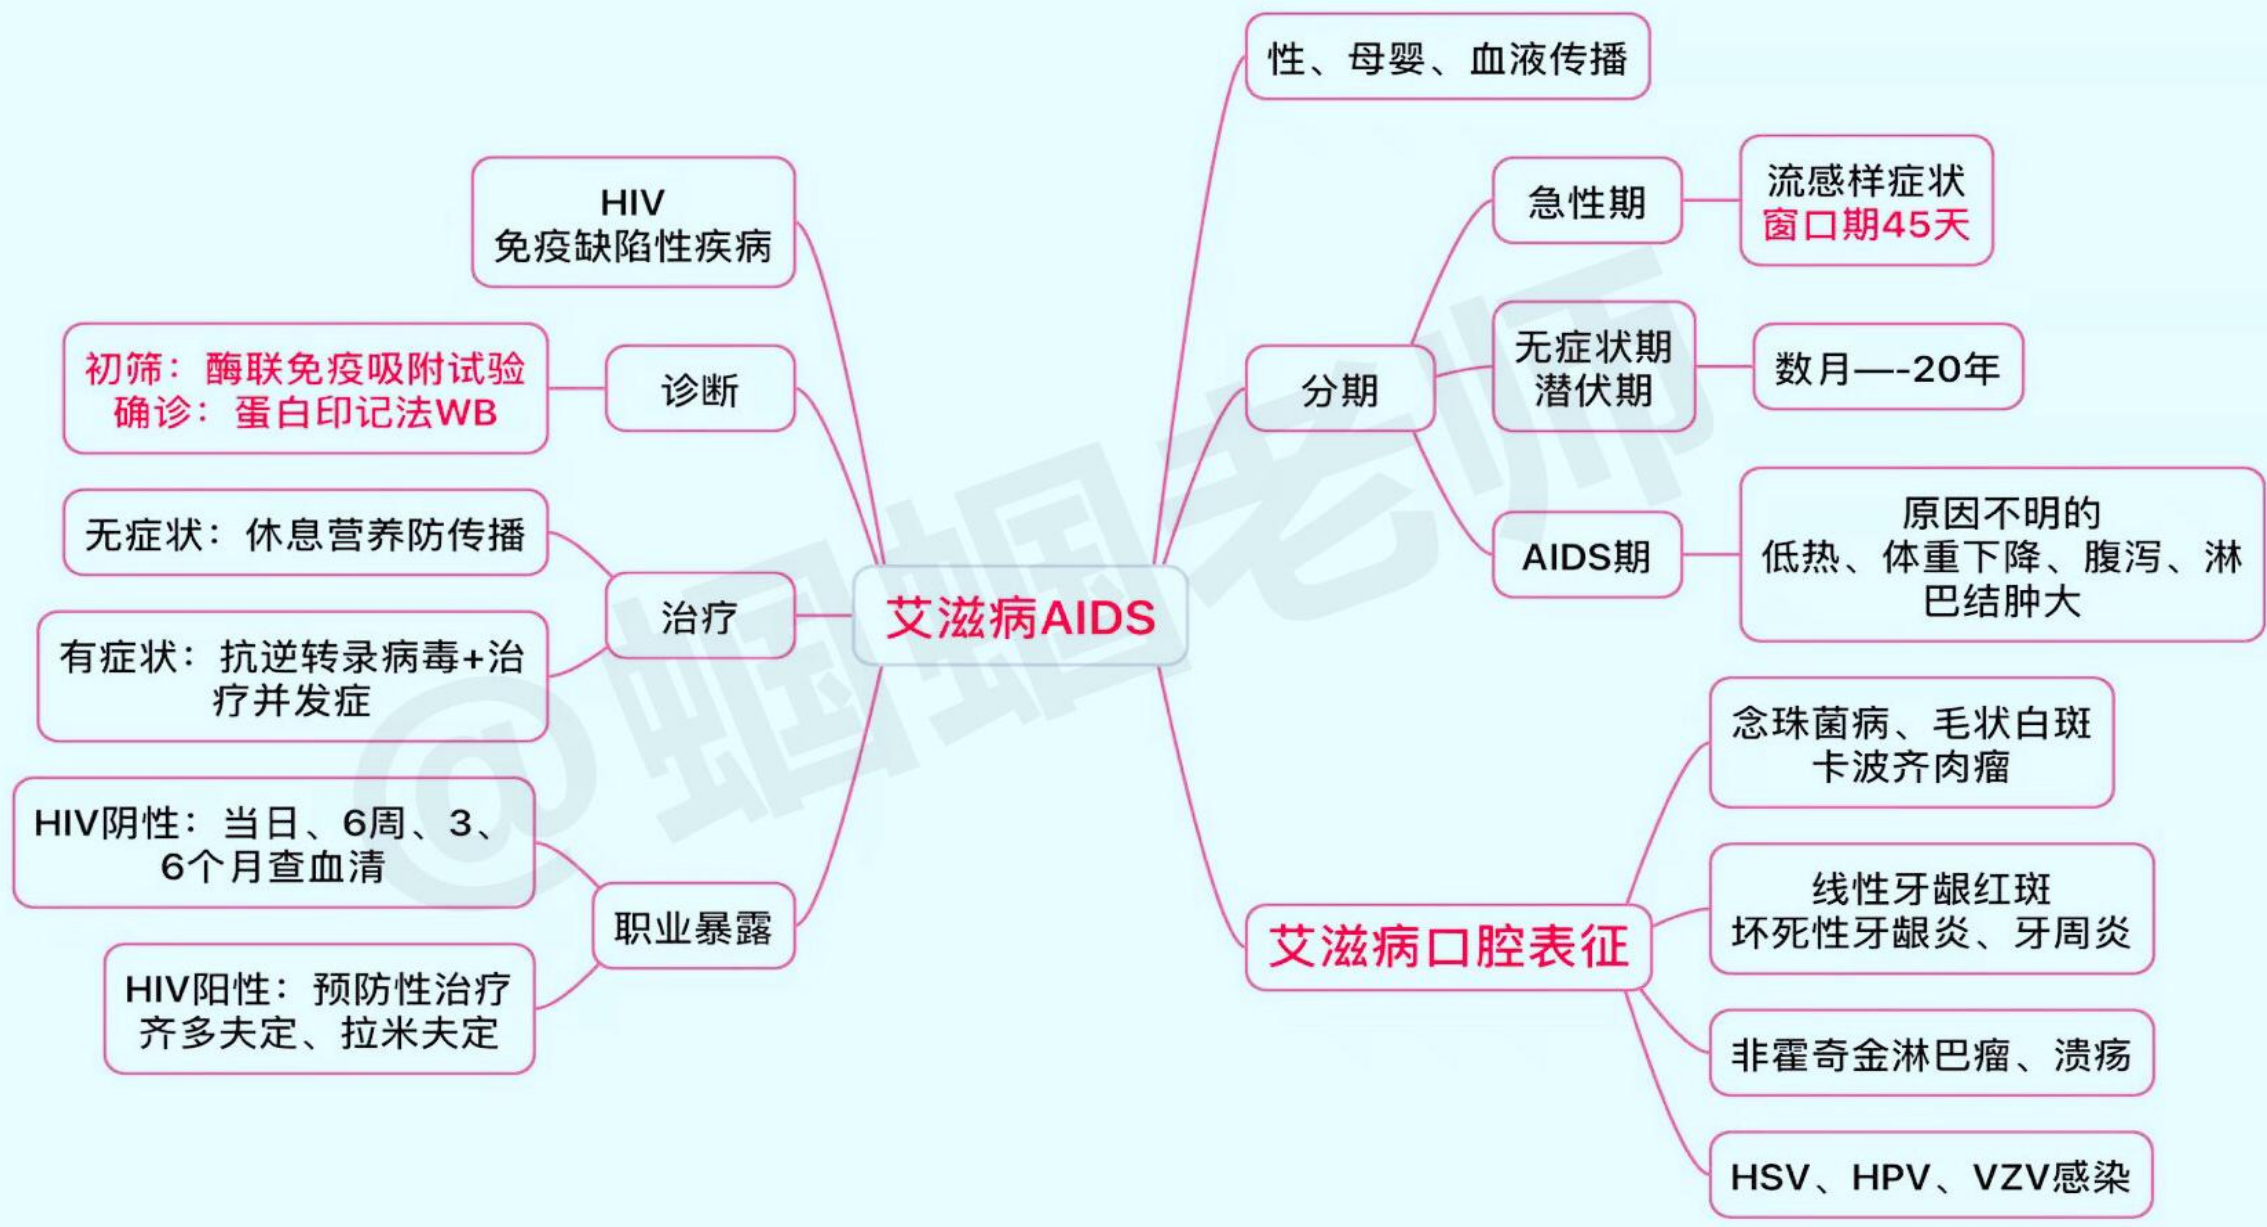 艾滋病AIDS
HIV
免疫缺陷性疾病
诊断
初筛：酶联免疫吸附试验
确诊：蛋白印记法WB
治疗
无症状：休息营养防传播
有症状：抗逆转录病毒+治
疗并发症
职业暴露
HIV阴性：当日、6周、3、
6个月查血清
HIV阳性：预防性治疗
齐多夫定、拉米夫定
性、母婴、血液传播
分期
急性期
流感样症状
窗口期45天
无症状期
潜伏期
数月—-20年
AIDS期
原因不明的
低热、体重下降、腹泻、淋
巴结肿大
艾滋病口腔表征
念珠菌病、毛状白斑
卡波齐肉瘤
线性牙龈红斑
坏死性牙龈炎、牙周炎
非霍奇金淋巴瘤、溃疡
HSV、HPV、VZV感染
@蝈蝈老师